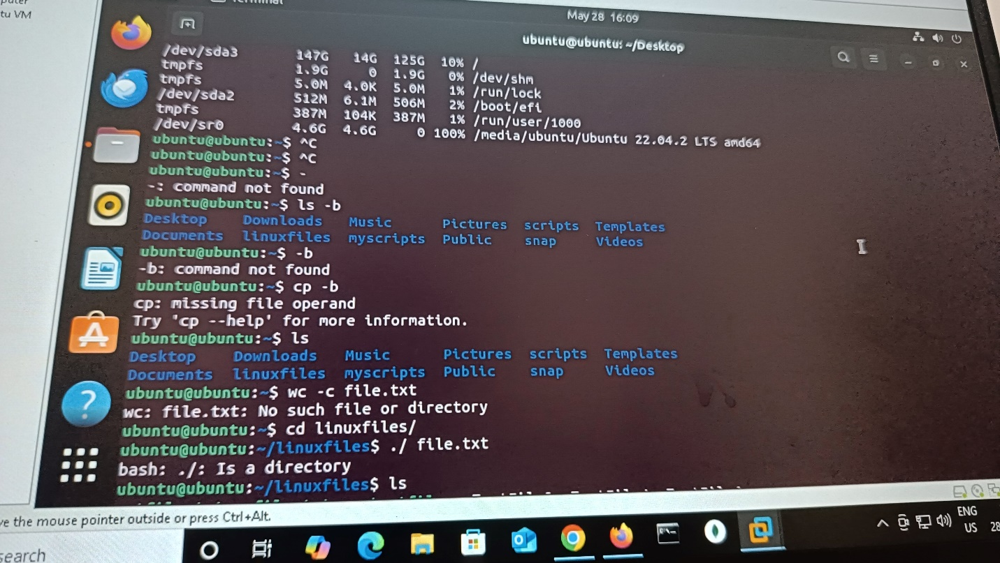 tu VM
Terminal
May 28 16:09
ubuntu@ubuntu: ~/Desktop
/dev/sda3 147G 14G 125G 10% /
tmpfs 1.9G 0 1.9G 0% /dev/shm
tmpfs 5.0M 4.0K 5.0M 1% /run/lock
/dev/sda2 512M 6.1M 506M 2% /boot/efi
tmpfs 387M 104K 387M 1% /run/user/1000
/dev/sr0 4.6G 4.6G 0 100% /media/ubuntu/Ubuntu 22.04.2 LTS amd64
ubuntu@ubuntu:~$ ^C
ubuntu@ubuntu:~$ ^C
ubuntu@ubuntu:~$ -
-: command not found
ubuntu@ubuntu:~$ ls -b
Desktop Downloads Music Pictures scripts Templates
Documents linuxfiles myscripts Public snap Videos
ubuntu@ubuntu:~$ -b
-b: command not found
ubuntu@ubuntu:~$ cp -b
cp: missing file operand
Try 'cp --help' for more information.
ubuntu@ubuntu:~$ ls
Desktop Downloads Music Pictures scripts Templates
Documents linuxfiles myscripts Public snap Videos
ubuntu@ubuntu:~$ wc -c file.txt
wc: file.txt: No such file or directory
ubuntu@ubuntu:~$ cd linuxfiles/
ubuntu@ubuntu:~/linuxfiles$ ./ file.txt
bash: ./: Is a directory
ubuntu@ubuntu:~/linuxfiles$ ls
ve the mouse pointer outside or press Ctrl+Alt.
search
ENG
US
28